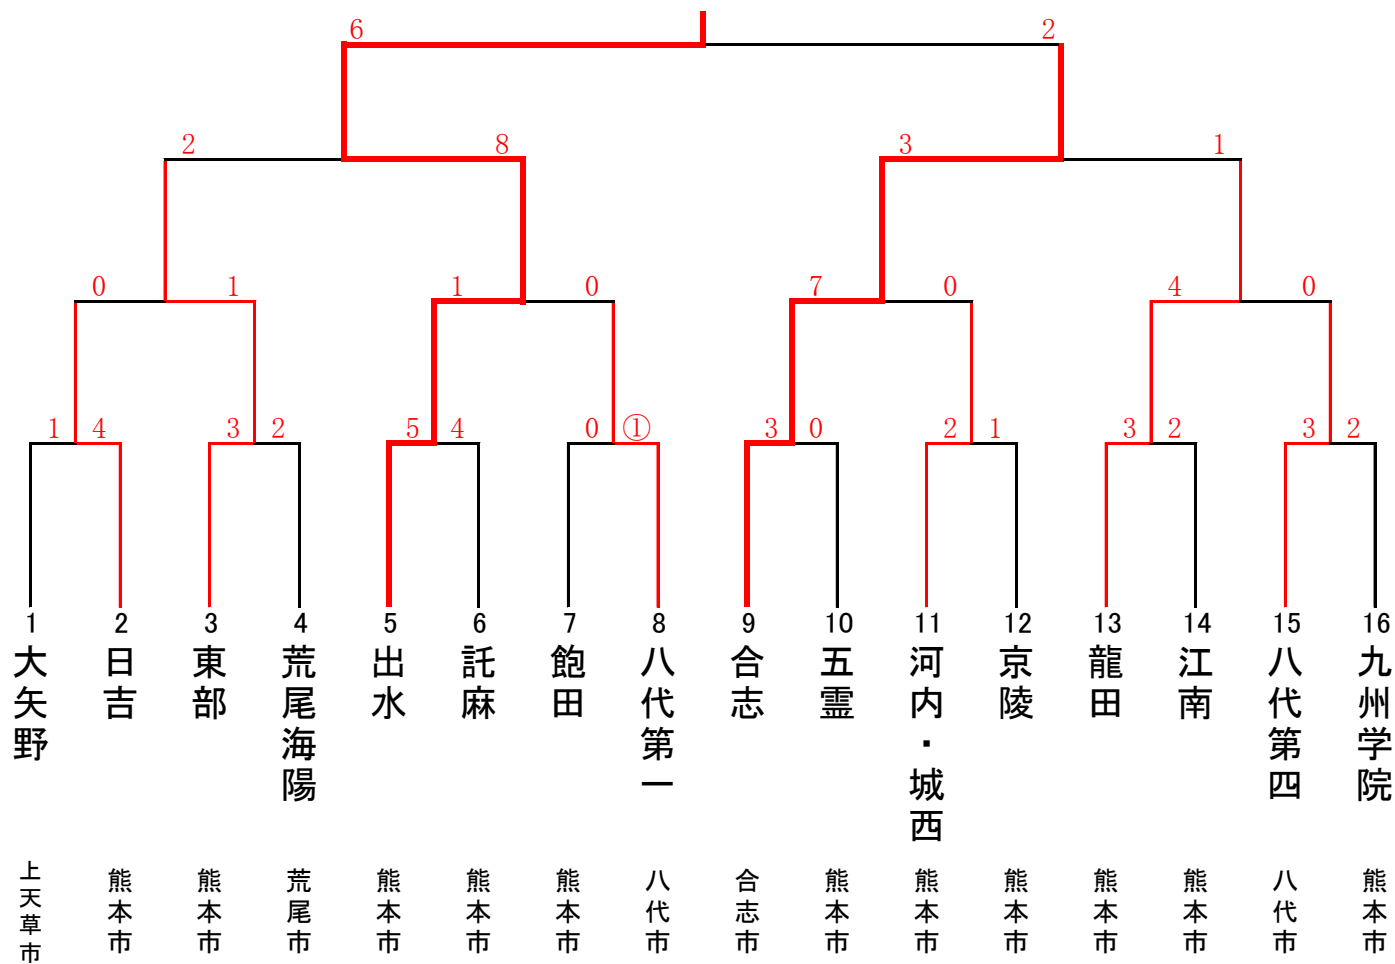 6 2
2 8 3 1
0 1 1 0 7 0 4 0
1 4 3 2 5 4 0 ① 3 0 2 1 3 2 3 2
1 2 3 4 5 6 7 8 9 10 11 12 13 14 15 16
大矢野
日吉
東部
荒尾海陽
出水
託麻
飽田
八代第一
合志
五霊
河内・城西
京陵
龍田
江南
八代第四
九州学院
上天草市
熊本市
熊本市
荒尾市
熊本市
熊本市
熊本市
八代市
合志市
熊本市
熊本市
熊本市
熊本市
熊本市
八代市
熊本市